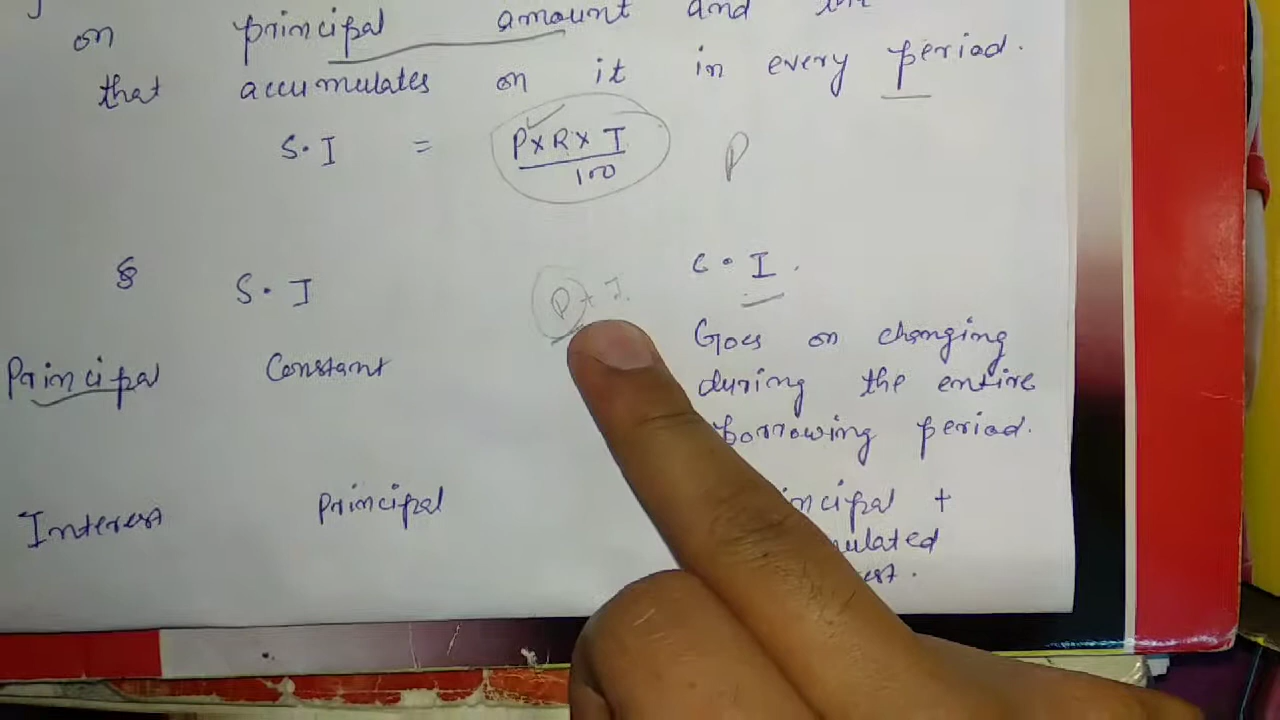 on principal amount and
that accumulates on it in every period.
S.I = P×R×T P
100
S.I P+I C.I.
Principal Constant Goes on changing
during the entire
borrowing period.
Interest Principal +